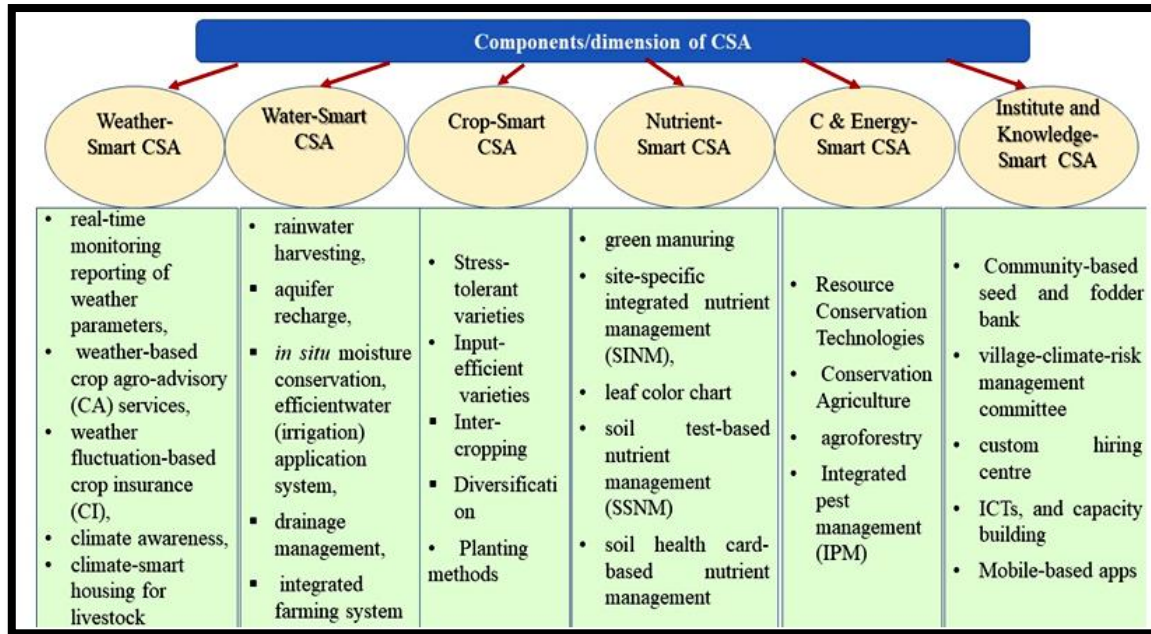 Components/dimension of CSA
Weather-
Smart CSA
Water-Smart
CSA
Crop-Smart
CSA
Nutrient-
Smart CSA
C & Energy-
Smart CSA
Institute and
Knowledge-
Smart CSA
• real-time
monitoring
reporting of
weather
parameters,
• weather-based
crop agro-advisory
(CA) services,
• weather
fluctuation-based
crop insurance
(CI),
• climate awareness,
• climate-smart
housing for
livestock
• rainwater
harvesting,
▪ aquifer
recharge,
▪ in situ moisture
conservation,
efficientwater
(irrigation)
application
system,
▪ drainage
management,
▪ integrated
farming system
• Stress-
tolerant
varieties
• Input-
efficient
varieties
▪ Inter-
cropping
▪ Diversificati
on
• Planting
methods
• green manuring
• site-specific
integrated nutrient
management
(SINM),
• leaf color chart
• soil test-based
nutrient
management
(SSNM)
• soil health card-
based nutrient
management
• Resource
Conservation
Technologies
• Conservation
Agriculture
• agroforestry
• Integrated
pest
management
(IPM)
• Community-based
seed and fodder
bank
• village-climate-risk
management
committee
• custom hiring
centre
• ICTs, and capacity
building
• Mobile-based apps